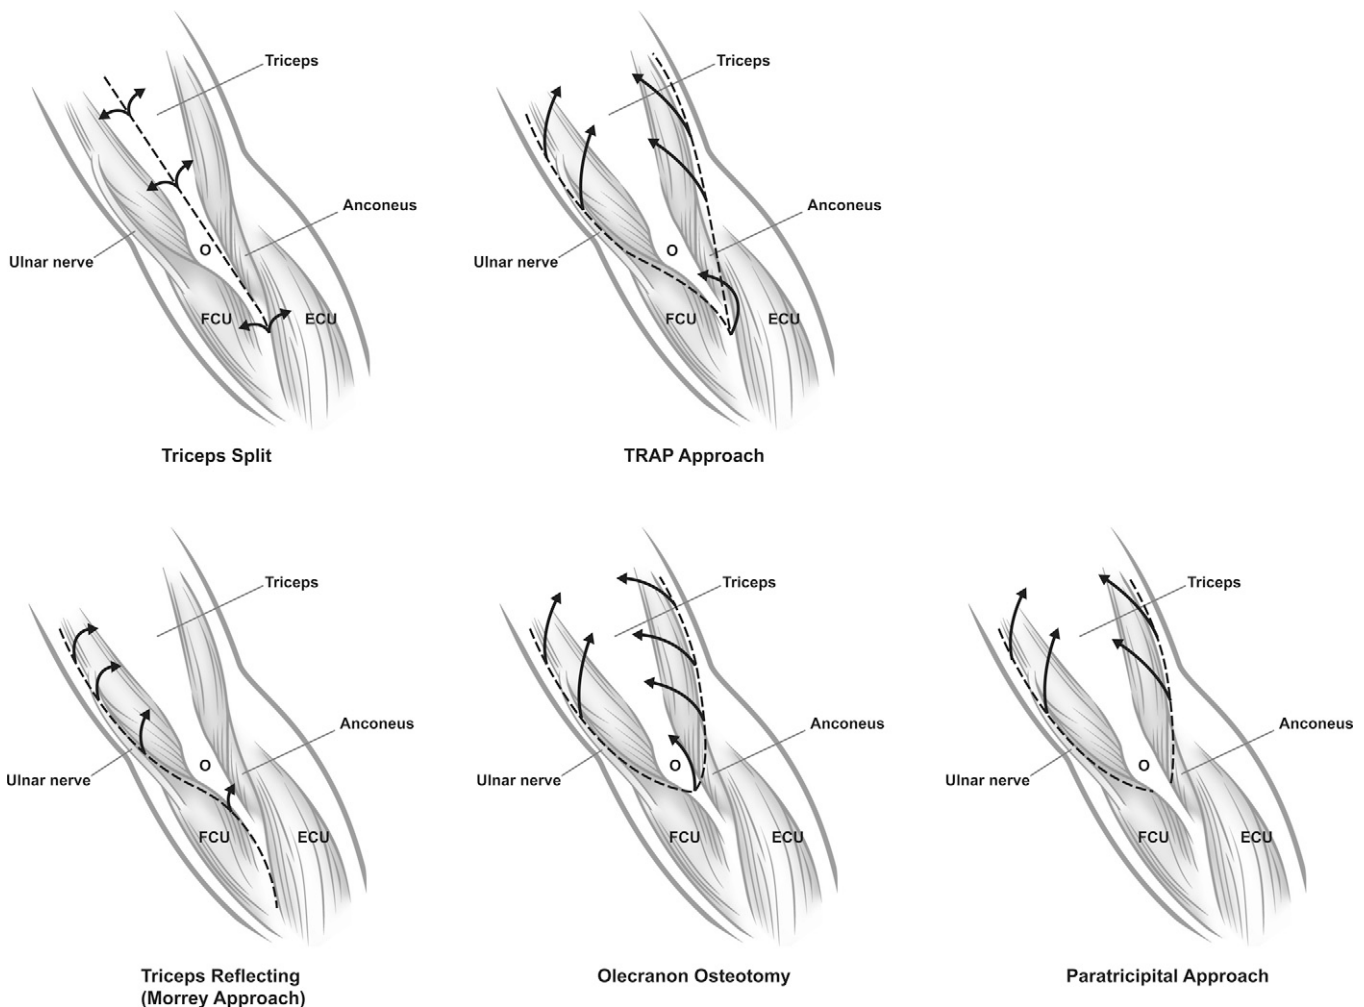 Triceps
Anconeus
Ulnar nerve
O
FCU
ECU
Triceps Split
Triceps
Anconeus
Ulnar nerve
O
FCU
ECU
TRAP Approach
Triceps
Anconeus
Ulnar nerve
O
FCU
ECU
Triceps Reflecting
(Morrey Approach)
Triceps
Anconeus
Ulnar nerve
O
FCU
ECU
Olecranon Osteotomy
Triceps
Anconeus
Ulnar nerve
O
FCU
ECU
Paratricipital Approach